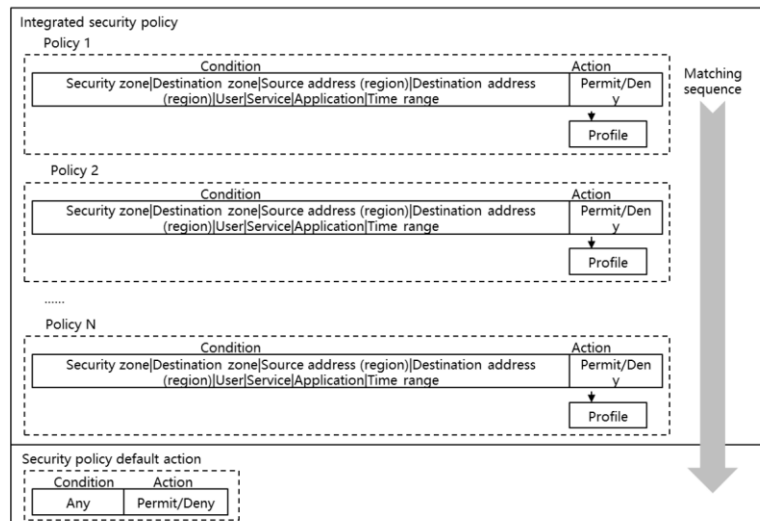 Integrated security policy
Policy 1
Condition Action
Security zone|Destination zone|Source address (region)|Destination address
(region)|User|Service|Application|Time range
Permit/Den
y
Profile
Matching
sequence
Policy 2
Condition Action
Security zone|Destination zone|Source address (region)|Destination address
(region)|User|Service|Application|Time range
Permit/Den
y
Profile
......
Policy N
Condition Action
Security zone|Destination zone|Source address (region)|Destination address
(region)|User|Service|Application|Time range
Permit/Den
y
Profile
Security policy default action
Condition Action
Any Permit/Deny